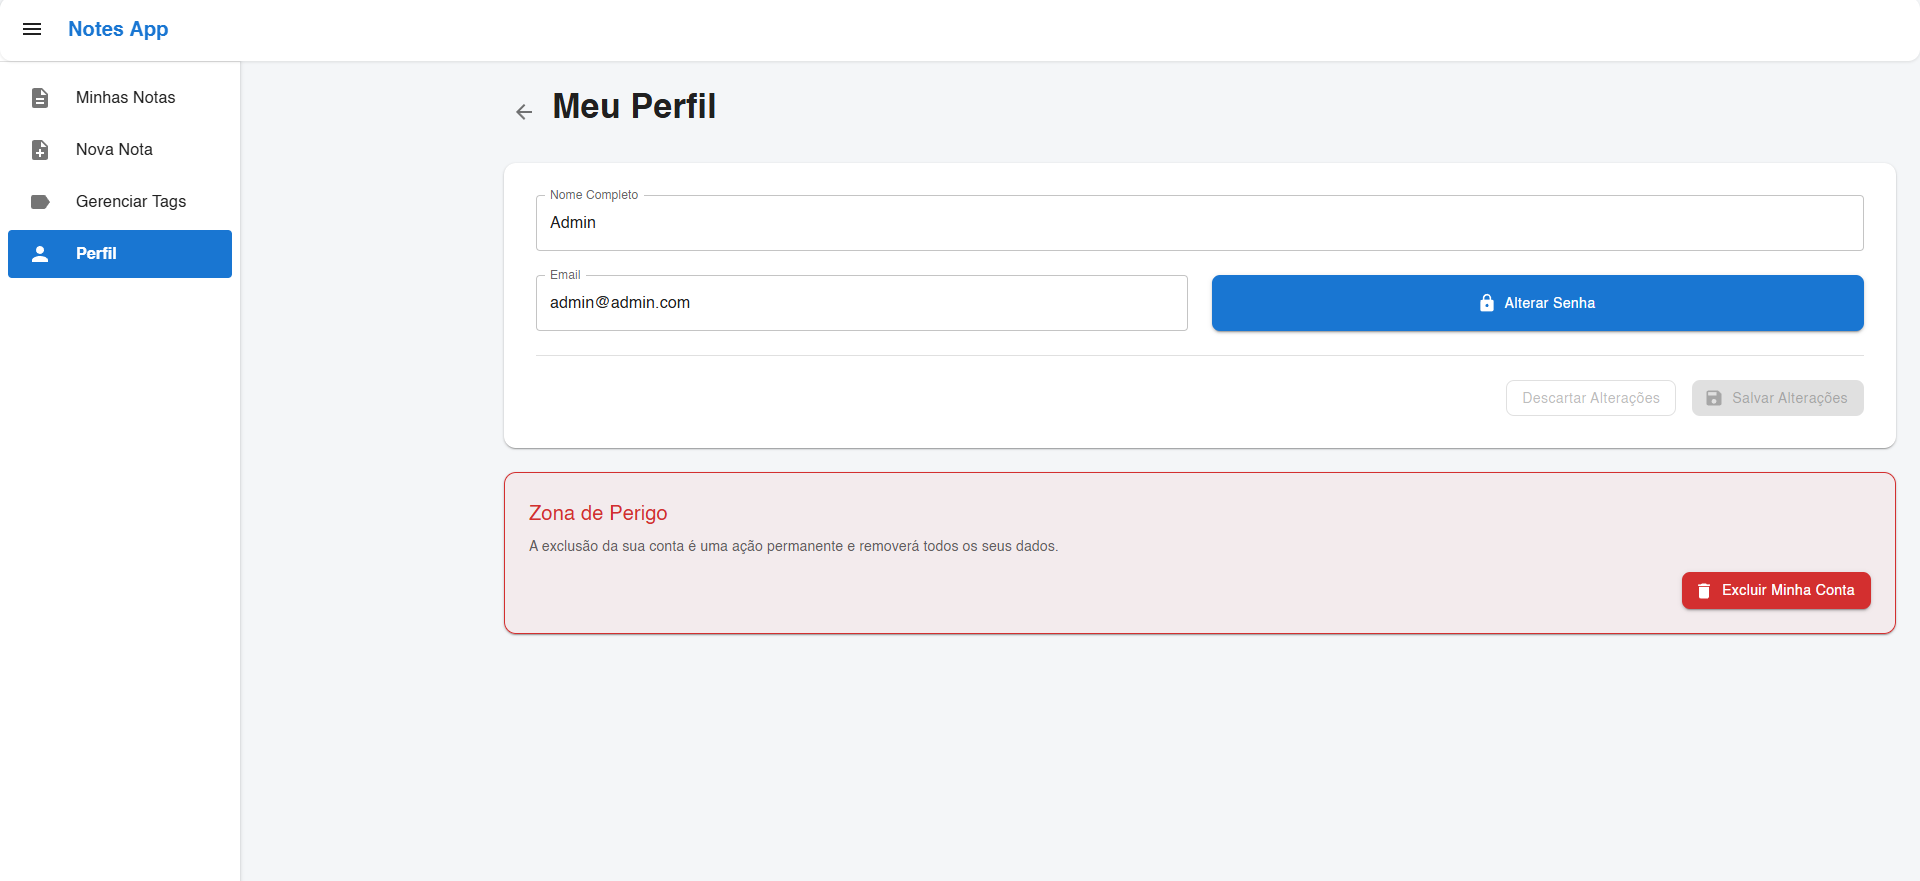 Notes App
Minhas Notas
Nova Nota
Gerenciar Tags
Perfil
Meu Perfil
Nome Completo
Admin
Email
admin@admin.com
Alterar Senha
Descartar Alterações
Salvar Alterações
Zona de Perigo
A exclusão da sua conta é uma ação permanente e removerá todos os seus dados.
Excluir Minha Conta